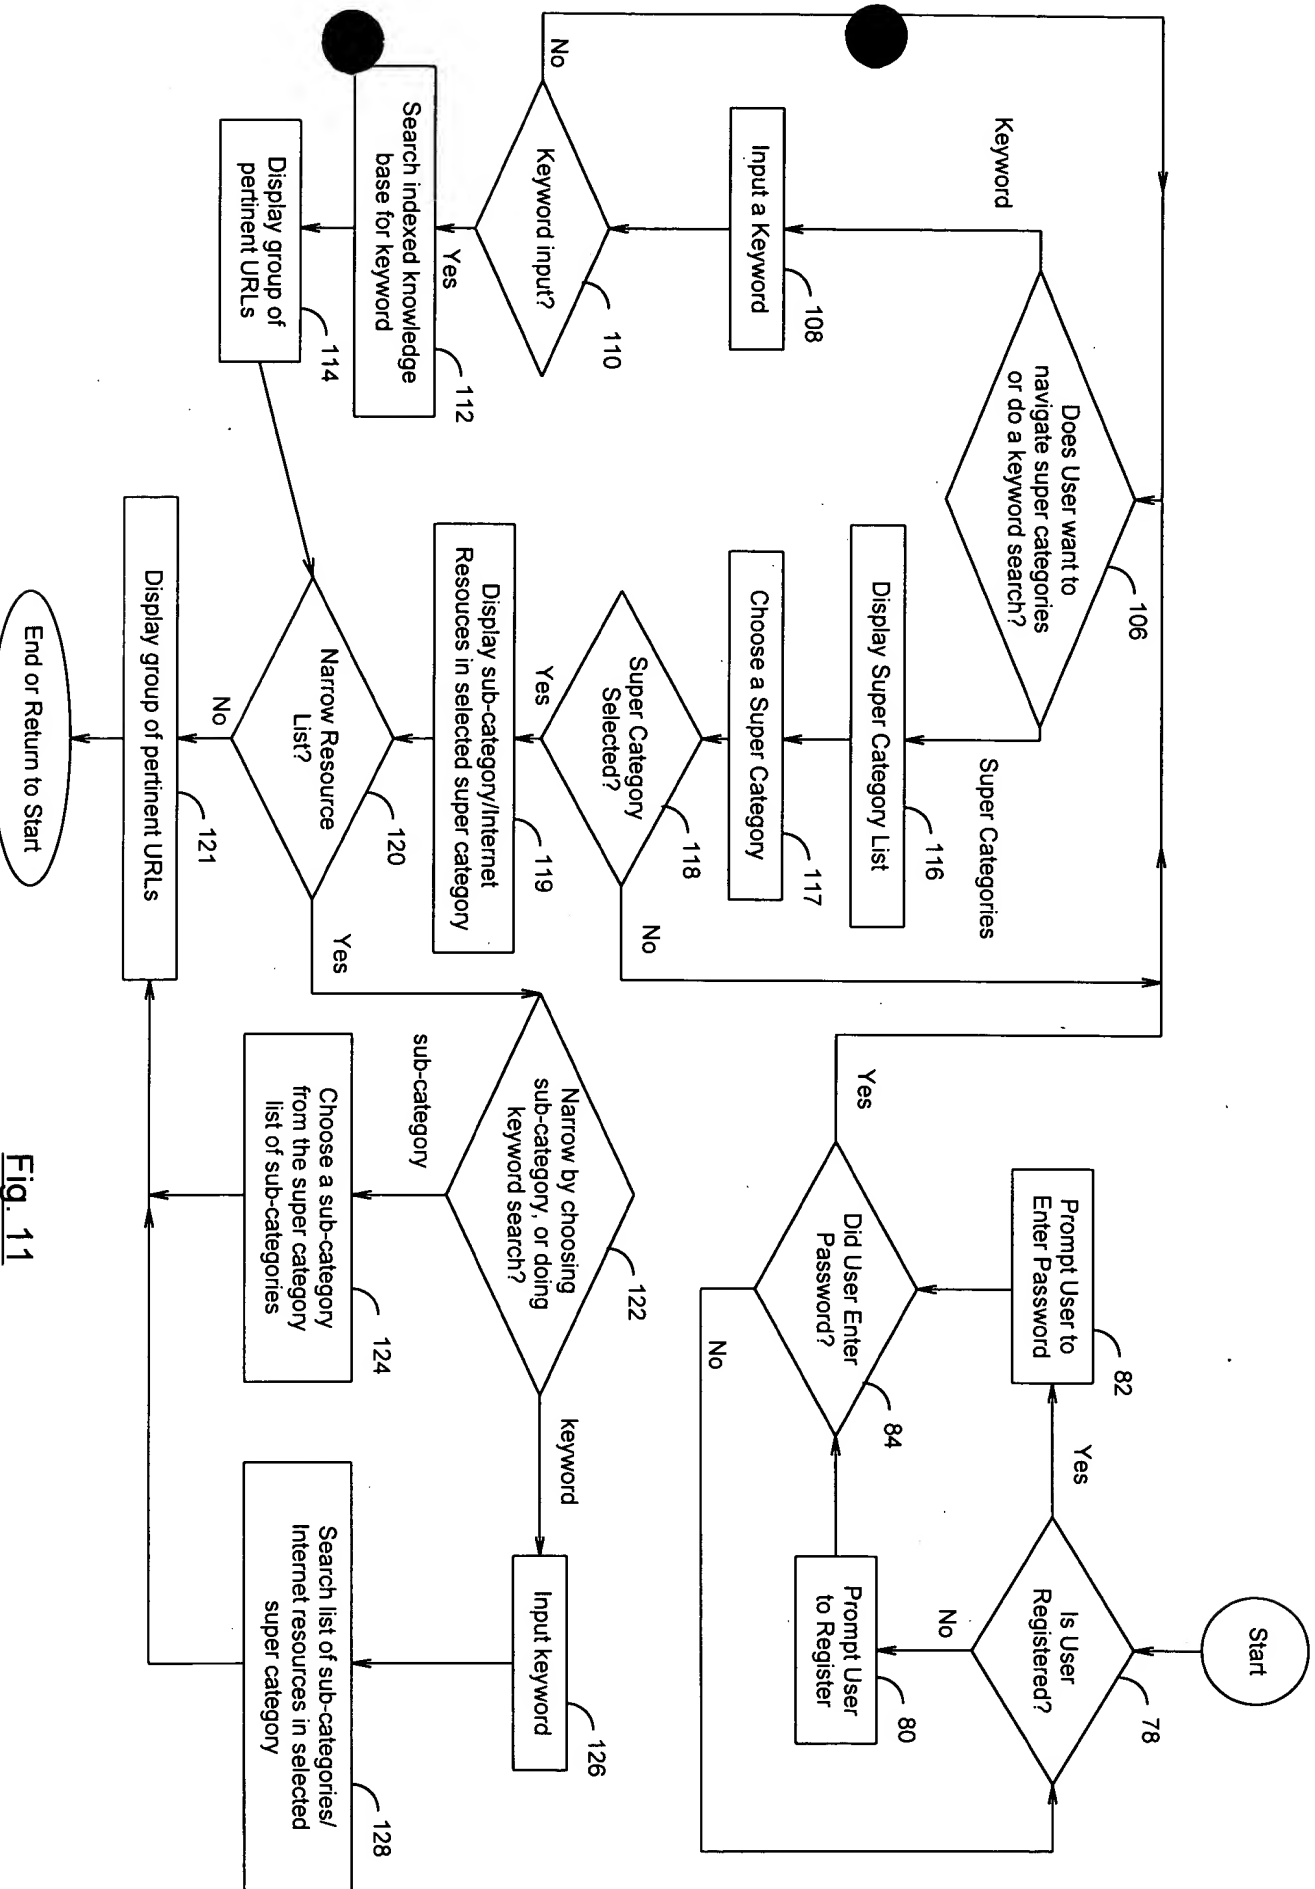 Start
Is User
Registered?
78
Yes
No
Prompt User to
Enter Password
82
Prompt User
to Register
80
Did User Enter
Password?
84
Yes
No
Does User want to
navigate super categories
or do a keyword search?
106
Keyword
Super Categories
Input a Keyword
108
Keyword input?
110
No
Yes
Search indexed knowledge
base for keyword
112
Display group of
pertinent URLs
114
Display Super Category List
116
Choose a Super Category
117
Super Category
Selected?
118
No
Yes
Display sub-category/Internet
Resouces in selected super category
119
Narrow Resource
List?
120
Yes
No
Display group of pertinent URLs
121
End or Return to Start
Narrow by choosing
sub-category, or doing
keyword search?
122
sub-category
keyword
Choose a sub-category
from the super category
list of sub-categories
124
Input keyword
126
Search list of sub-categories/
Internet resources in selected
super category
128
Fig. 11